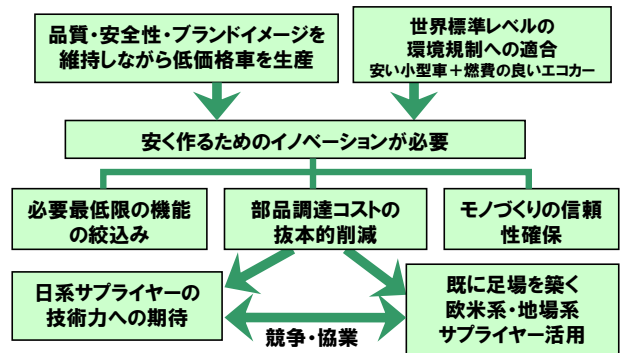 品質・安全性・ブランドイメージを
維持しながら低価格車を生産
世界標準レベルの
環境規制への適合
安い小型車＋燃費の良いエコカー
安く作るためのイノベーションが必要
必要最低限の機能
の絞込み
部品調達コストの
抜本的削減
モノづくりの信頼
性確保
日系サプライヤーの
技術力への期待
既に足場を築く
欧米系・地場系
サプライヤー活用
競争・協業